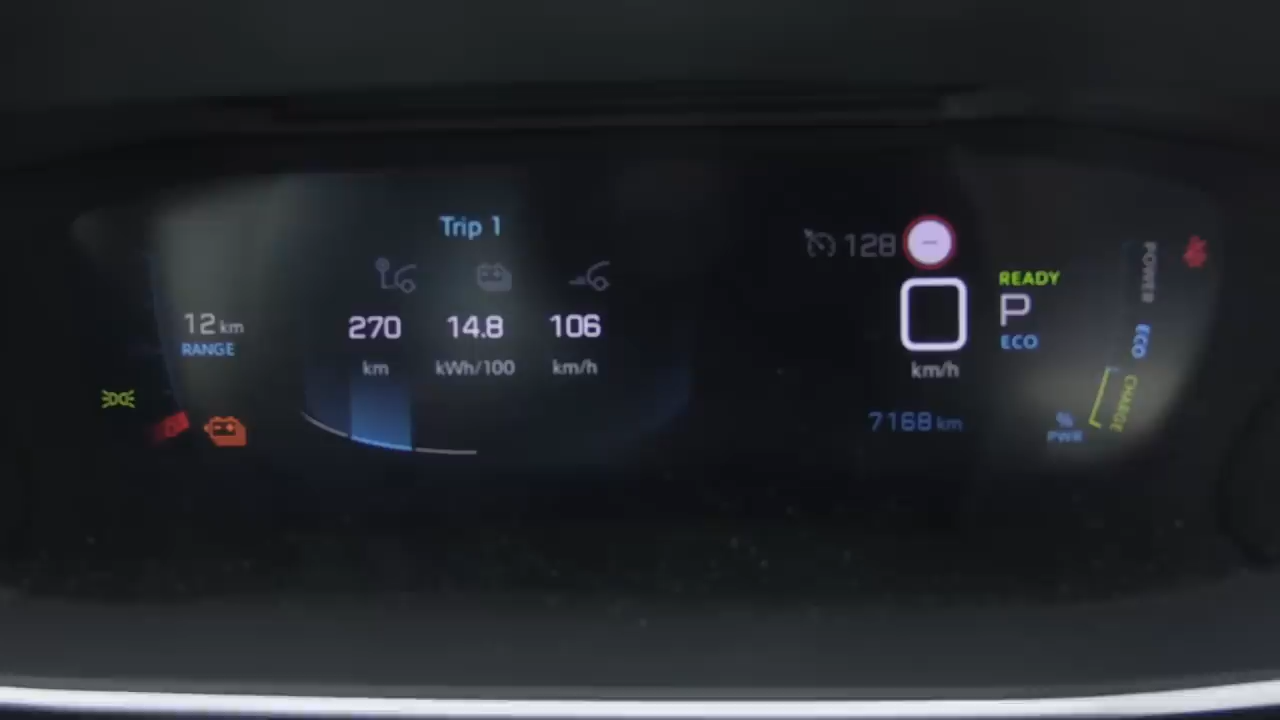 Trip 1
128
READY
12 km
270 14.8 106
0
P
RANGE
km kWh/100 km/h
km/h
ECO
7168 km
POWER
ECO
CHARGE
%
PWR